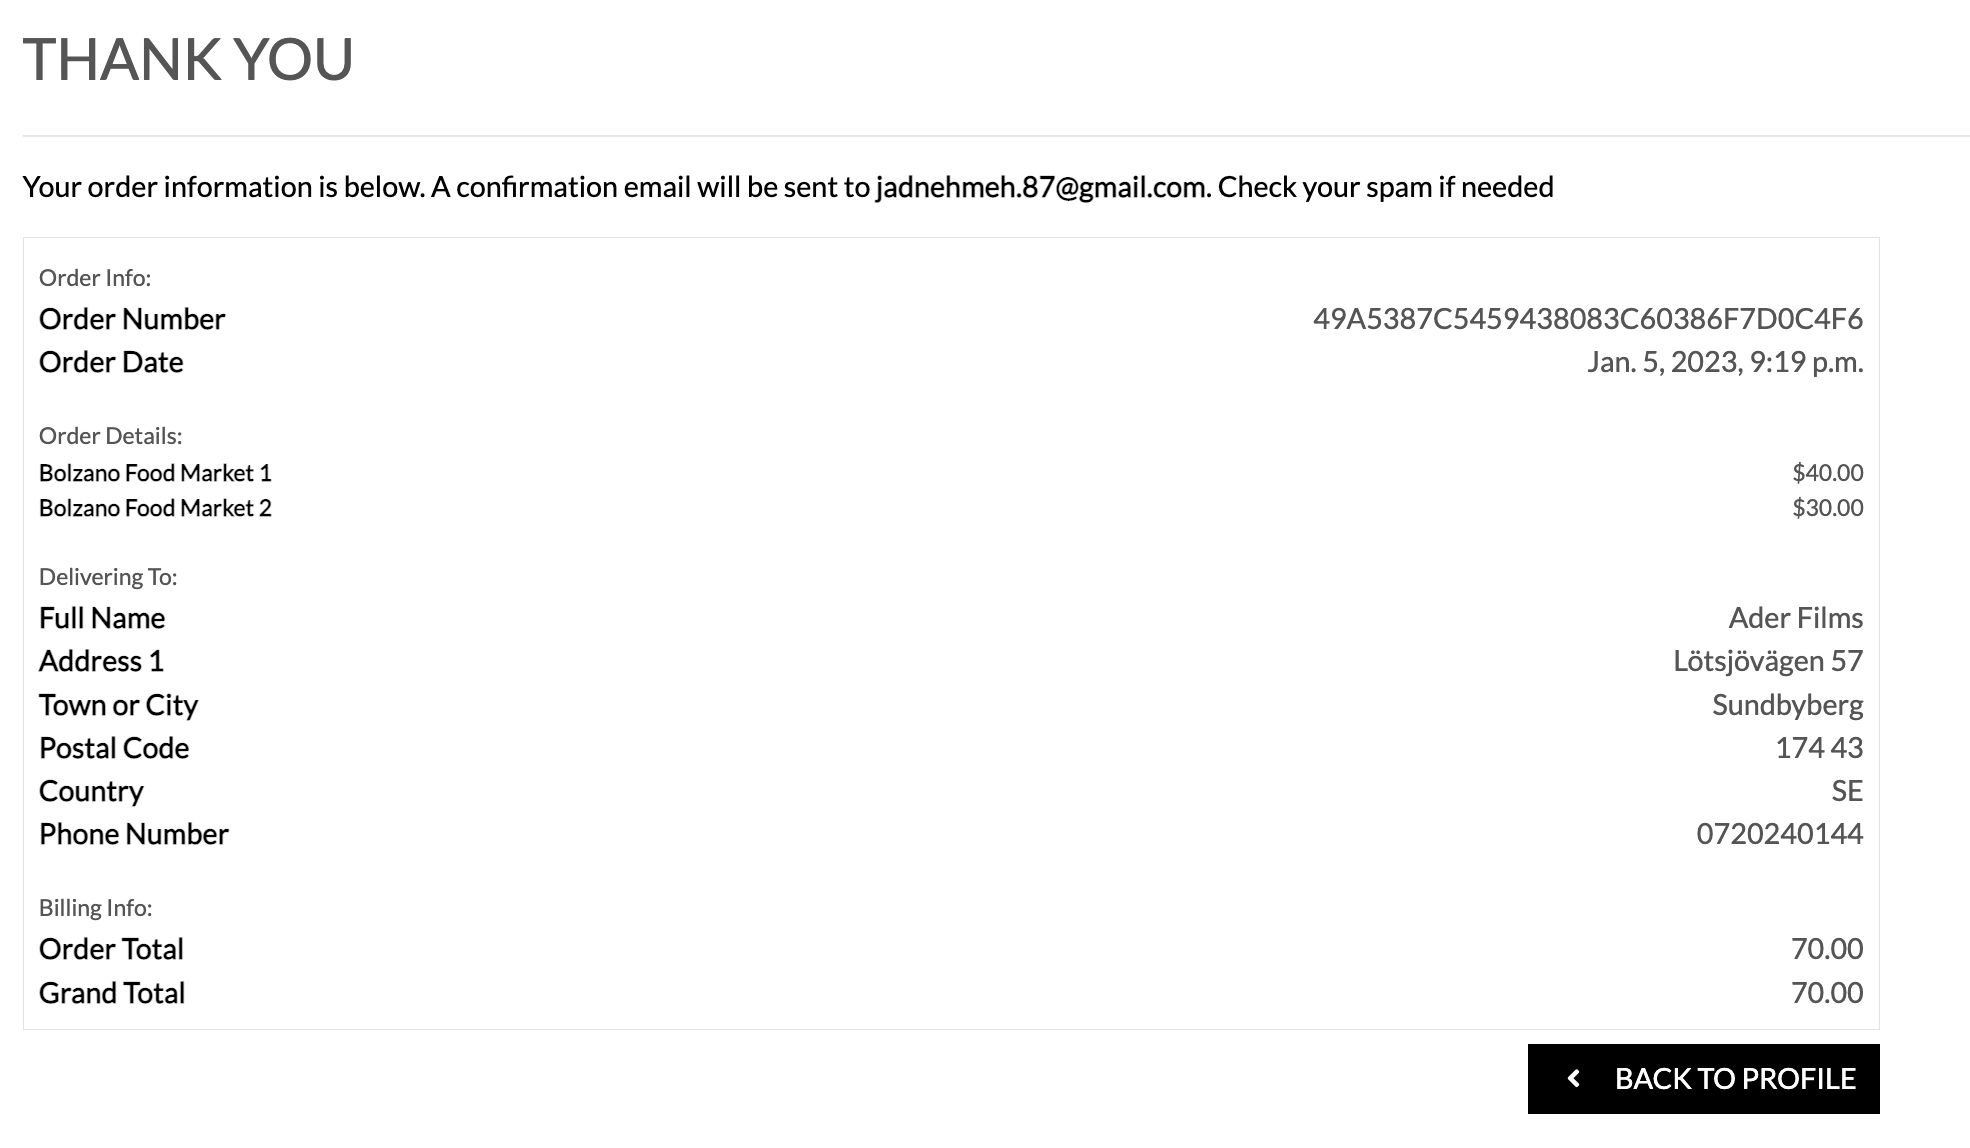 THANK YOU
Your order information is below. A confirmation email will be sent to jadnehmeh.87@gmail.com. Check your spam if needed
Order Info:
Order Number 49A5387C5459438083C60386F7D0C4F6
Order Date Jan. 5, 2023, 9:19 p.m.
Order Details:
Bolzano Food Market 1 $40.00
Bolzano Food Market 2 $30.00
Delivering To:
Full Name Ader Films
Address 1 Lötsjövägen 57
Town or City Sundbyberg
Postal Code 174 43
Country SE
Phone Number 0720240144
Billing Info:
Order Total 70.00
Grand Total 70.00
BACK TO PROFILE